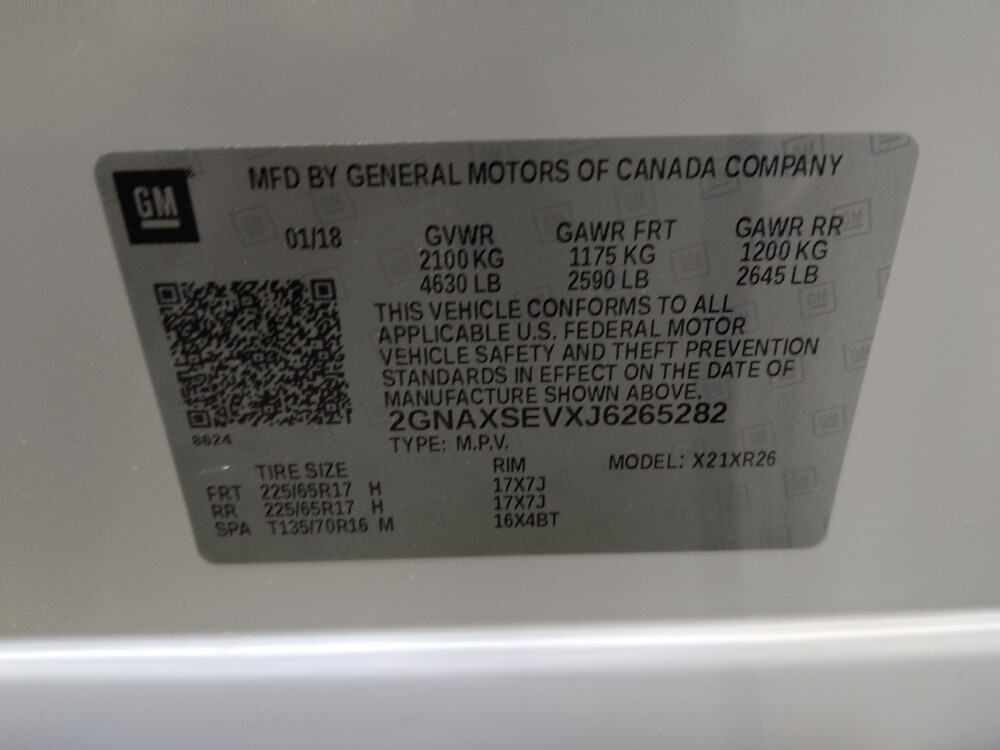 GM
MFD BY GENERAL MOTORS OF CANADA COMPANY
01/18 GVWR GAWR FRT GAWR RR
2100 KG 1175 KG 1200 KG
4630 LB 2590 LB 2645 LB
THIS VEHICLE CONFORMS TO ALL
APPLICABLE U.S. FEDERAL MOTOR
VEHICLE SAFETY AND THEFT PREVENTION
STANDARDS IN EFFECT ON THE DATE OF
MANUFACTURE SHOWN ABOVE.
2GNAXSEVXJ6265282
8624
TYPE: M.P.V.
TIRE SIZE RIM MODEL: X21XR26
FRT 225/65R17 H 17X7J
RR 225/65R17 H 17X7J
SPA T135/70R16 M 16X4BT